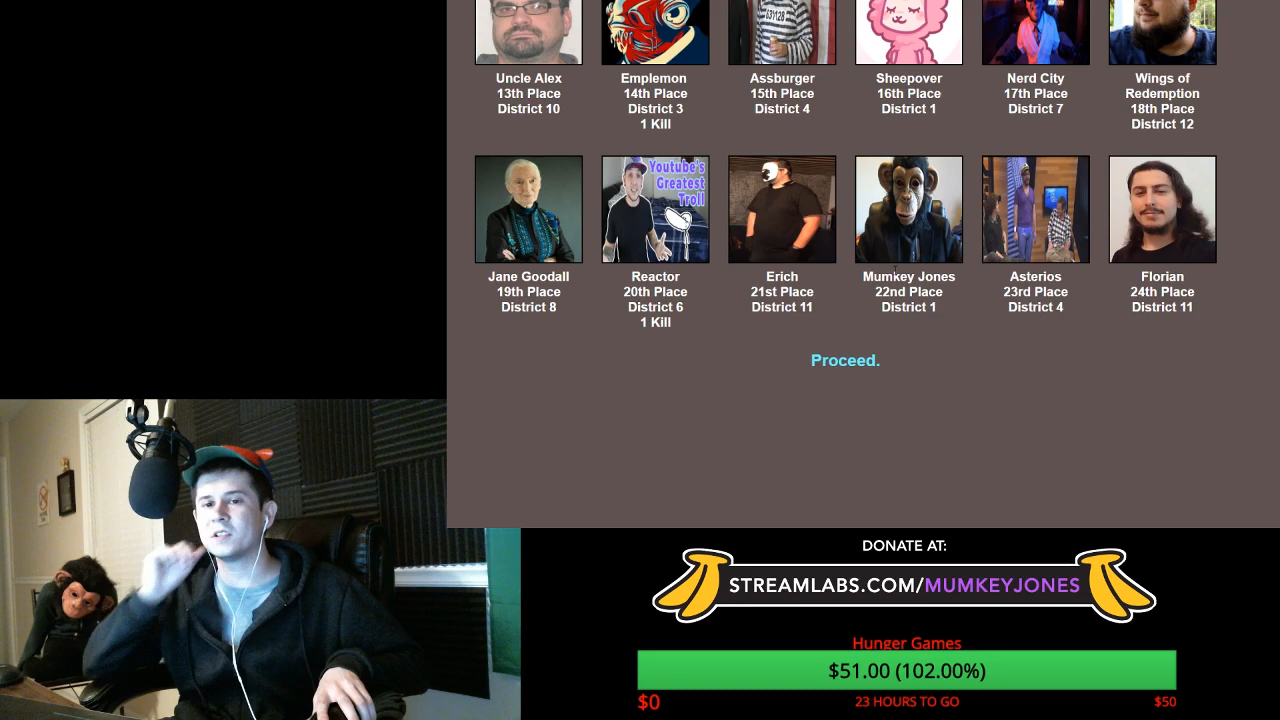 631128
Uncle Alex
13th Place
District 10
Emplemon
14th Place
District 3
1 Kill
Assburger
15th Place
District 4
Sheepover
16th Place
District 1
Nerd City
17th Place
District 7
Wings of
Redemption
18th Place
District 12
Youtube's
Greatest
Troll
Jane Goodall
19th Place
District 8
Reactor
20th Place
District 6
1 Kill
Erich
21st Place
District 11
Mumkey Jones
22nd Place
District 1
Asterios
23rd Place
District 4
Florian
24th Place
District 11
Proceed.
DONATE AT:
STREAMLABS.COM/MUMKEYJONES
Hunger Games
$51.00 (102.00%)
$0
23 HOURS TO GO
$50